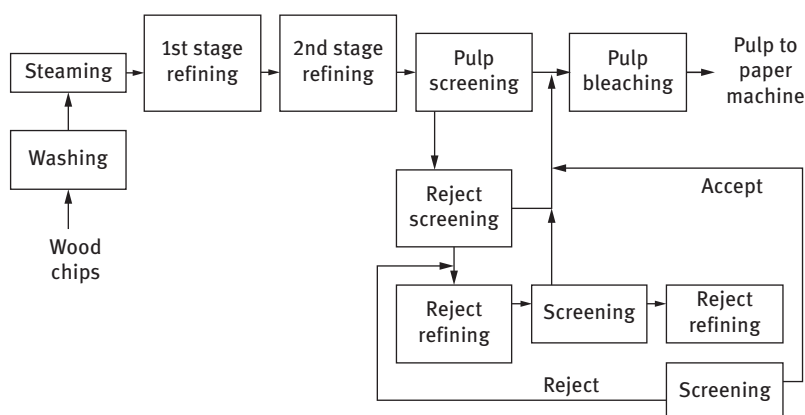 Steaming
1st stage
refining
2nd stage
refining
Pulp
screening
Pulp
bleaching
Pulp to
paper
machine
Washing
Wood
chips
Reject
screening
Accept
Reject
refining
Screening
Reject
refining
Reject
Screening